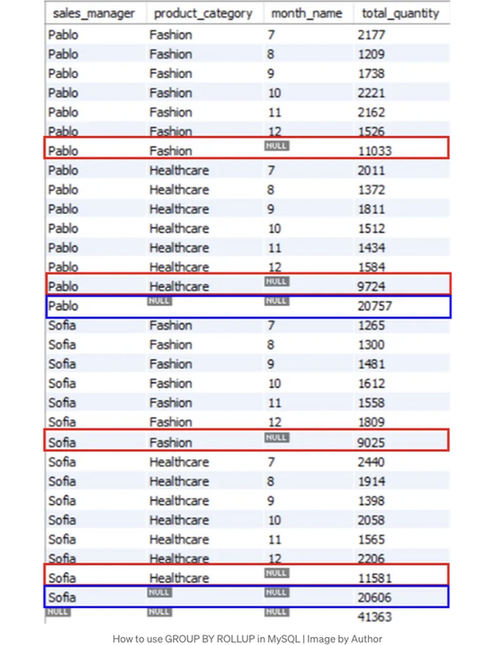 sales_manager product_category month_name total_quantity
Pablo Fashion 7 2177
Pablo Fashion 8 1209
Pablo Fashion 9 1738
Pablo Fashion 10 2221
Pablo Fashion 11 2162
Pablo Fashion 12 1526
Pablo Fashion NULL 11033
Pablo Healthcare 7 2011
Pablo Healthcare 8 1372
Pablo Healthcare 9 1811
Pablo Healthcare 10 1512
Pablo Healthcare 11 1434
Pablo Healthcare 12 1584
Pablo Healthcare NULL 9724
Pablo NULL NULL 20757
Sofia Fashion 7 1265
Sofia Fashion 8 1300
Sofia Fashion 9 1481
Sofia Fashion 10 1612
Sofia Fashion 11 1558
Sofia Fashion 12 1809
Sofia Fashion NULL 9025
Sofia Healthcare 7 2440
Sofia Healthcare 8 1914
Sofia Healthcare 9 1398
Sofia Healthcare 10 2058
Sofia Healthcare 11 1565
Sofia Healthcare 12 2206
Sofia Healthcare NULL 11581
Sofia NULL NULL 20606
NULL NULL NULL 41363
How to use GROUP BY ROLLUP in MySQL | Image by Author